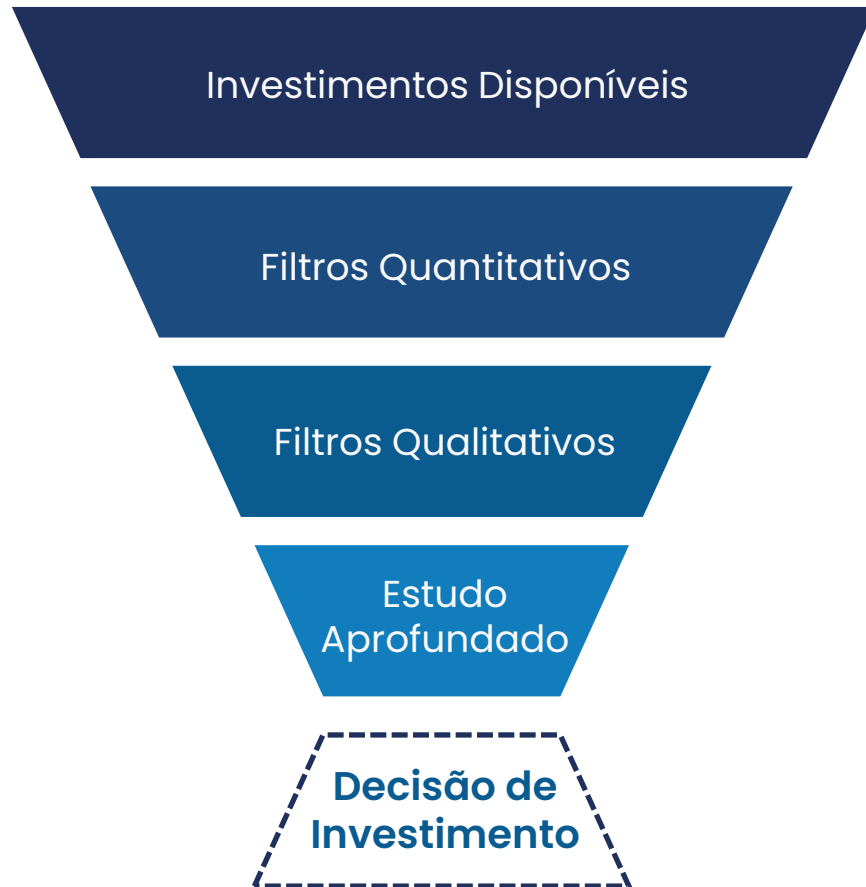 Investimentos Disponíveis
Filtros Quantitativos
Filtros Qualitativos
Estudo
Aprofundado
Decisão de
Investimento